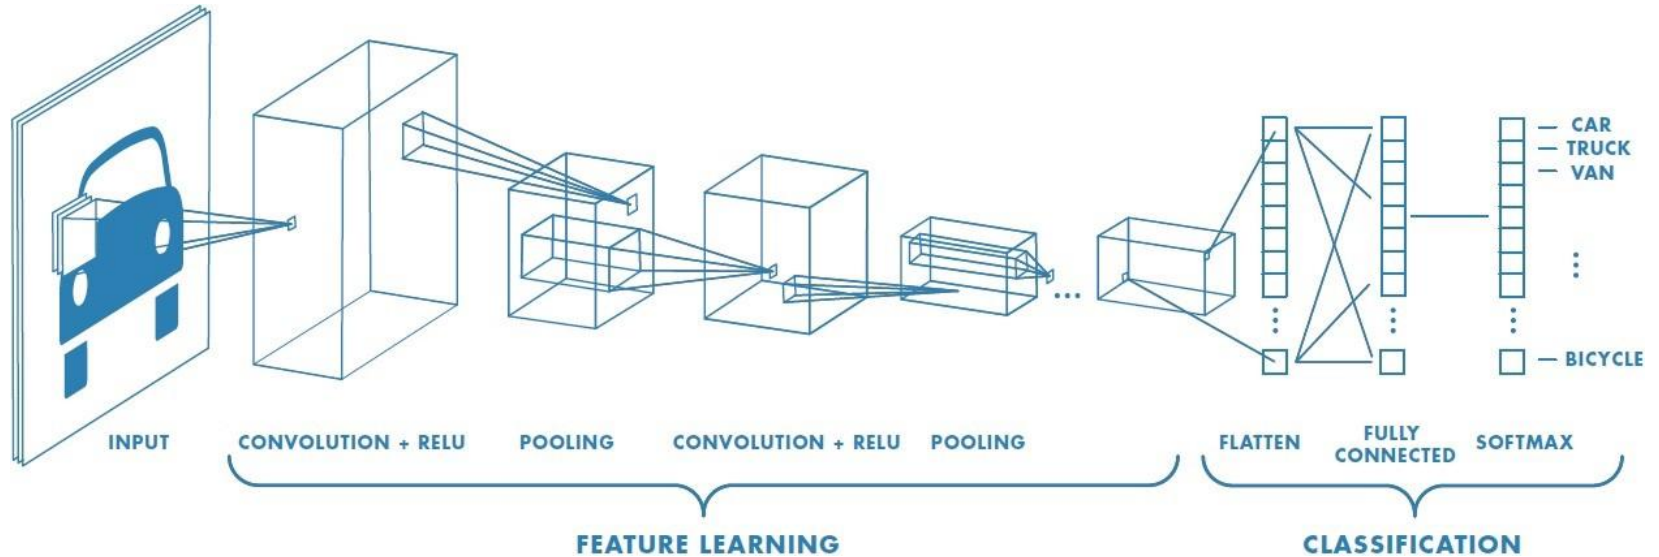 CAR
TRUCK
VAN
BICYCLE
INPUT
CONVOLUTION + RELU
POOLING
CONVOLUTION + RELU
POOLING
FLATTEN
FULLY
CONNECTED
SOFTMAX
FEATURE LEARNING
CLASSIFICATION